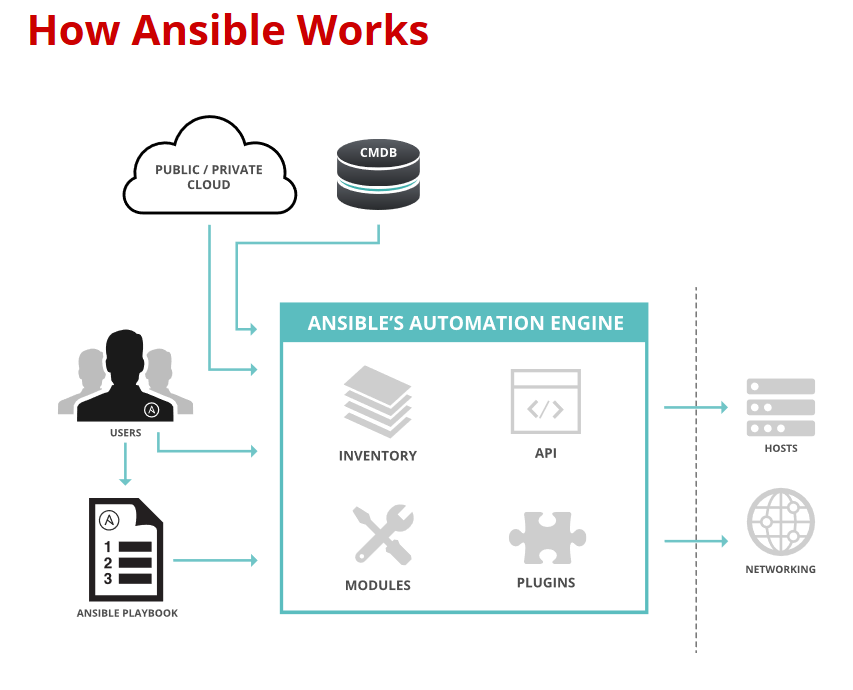 How Ansible Works
PUBLIC / PRIVATE
CLOUD
CMDB
ANSIBLE’S AUTOMATION ENGINE
USERS
INVENTORY
API
HOSTS
1
2
3
MODULES
PLUGINS
NETWORKING
ANSIBLE PLAYBOOK